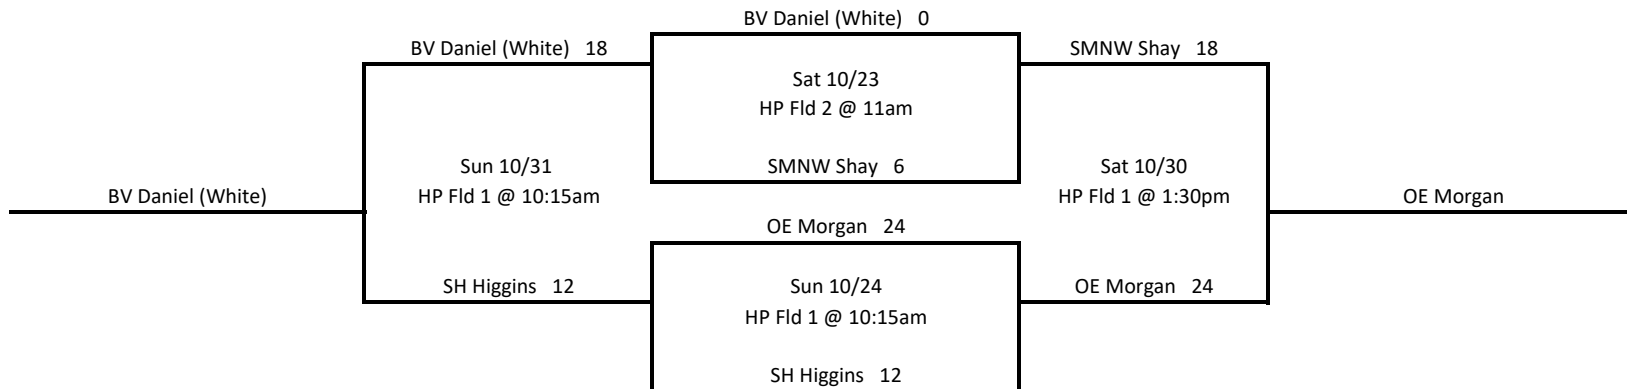 BV Daniel (White) 0
BV Daniel (White) 18
SMNW Shay 18
Sat 10/23
HP Fld 2 @ 11am
Sun 10/31
SMNW Shay 6
Sat 10/30
BV Daniel (White)
HP Fld 1 @ 10:15am
HP Fld 1 @ 1:30pm
OE Morgan
OE Morgan 24
SH Higgins 12
Sun 10/24
OE Morgan 24
HP Fld 1 @ 10:15am
SH Higgins 12